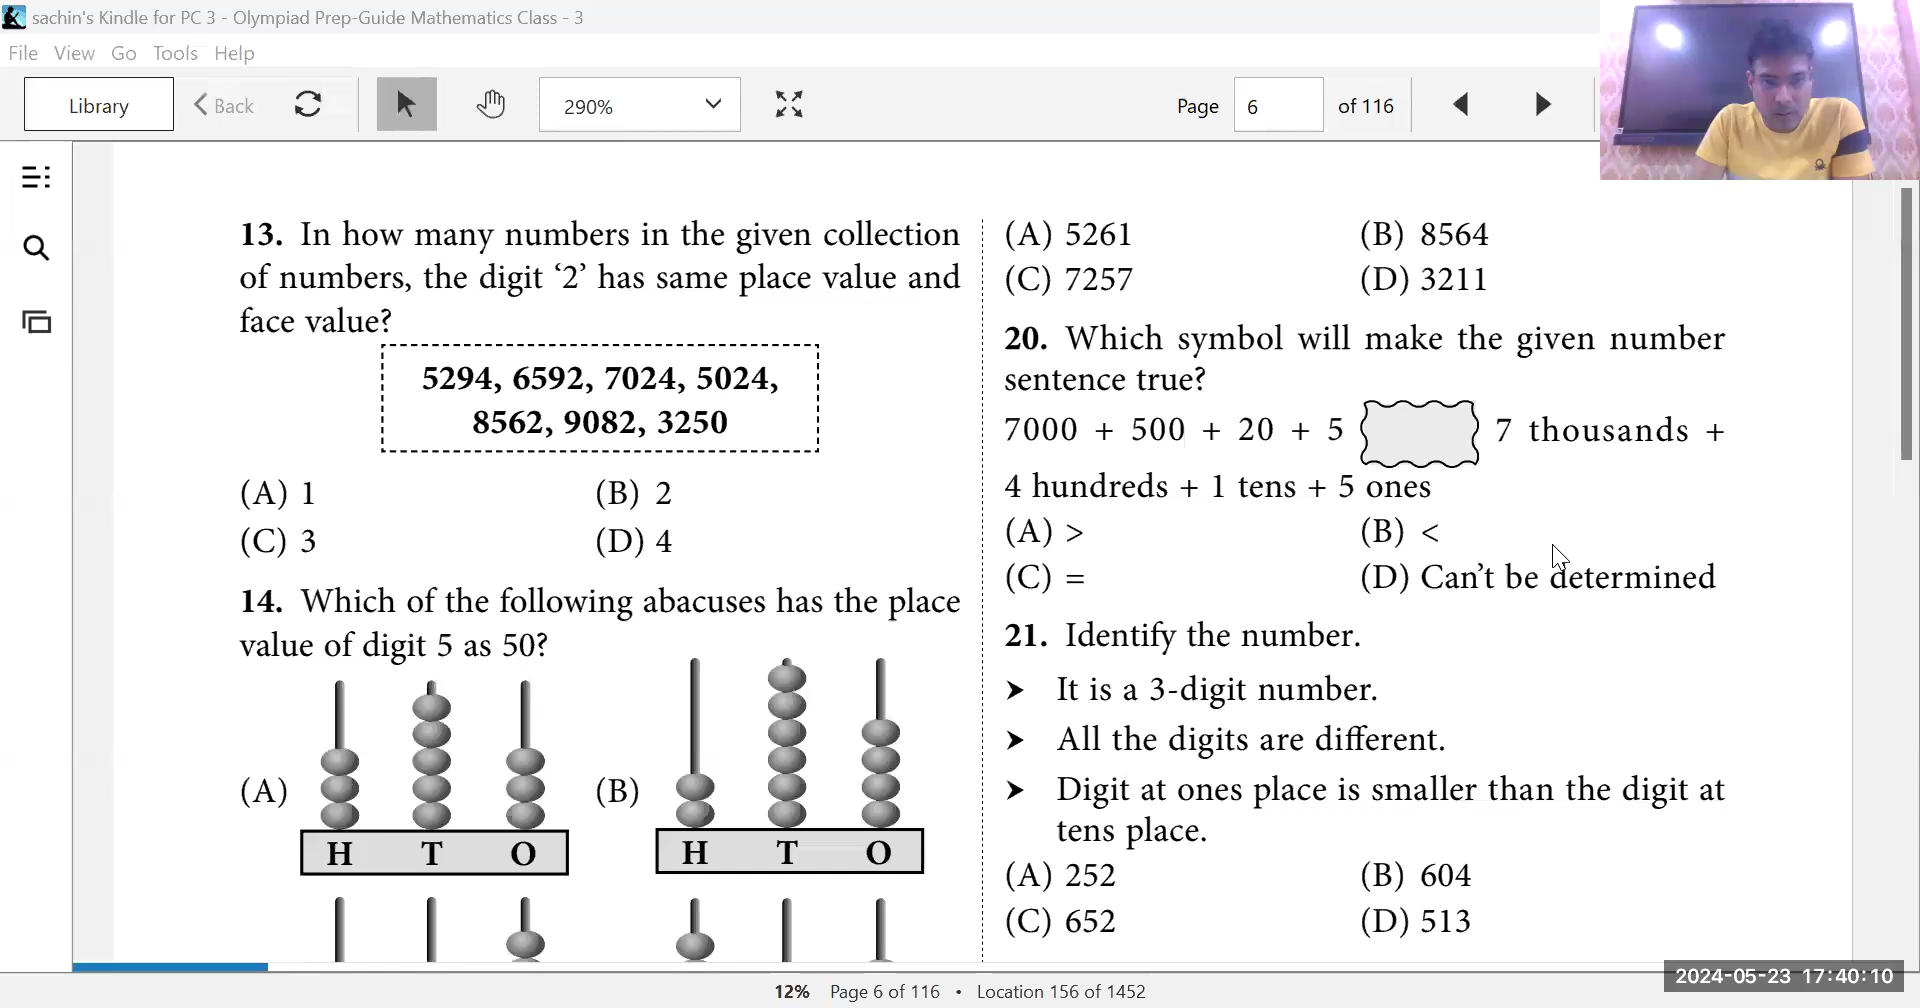 sachin's Kindle for PC 3 - Olympiad Prep-Guide Mathematics Class - 3
File View Go Tools Help
Library Back 290% Page 6 of 116
13. In how many numbers in the given collection
of numbers, the digit ‘2’ has same place value and
face value?
5294, 6592, 7024, 5024,
8562, 9082, 3250
(A) 1 (B) 2
(C) 3 (D) 4
14. Which of the following abacuses has the place
value of digit 5 as 50?
(A) (B)
H T O H T O
(A) 5261 (B) 8564
(C) 7257 (D) 3211
20. Which symbol will make the given number
sentence true?
7000 + 500 + 20 + 5 7 thousands +
4 hundreds + 1 tens + 5 ones
(A) > (B) <
(C) = (D) Can’t be determined
21. Identify the number.
➤ It is a 3-digit number.
➤ All the digits are different.
➤ Digit at ones place is smaller than the digit at
tens place.
(A) 252 (B) 604
(C) 652 (D) 513
2024-05-23 17:40:10
12% Page 6 of 116 • Location 156 of 1452